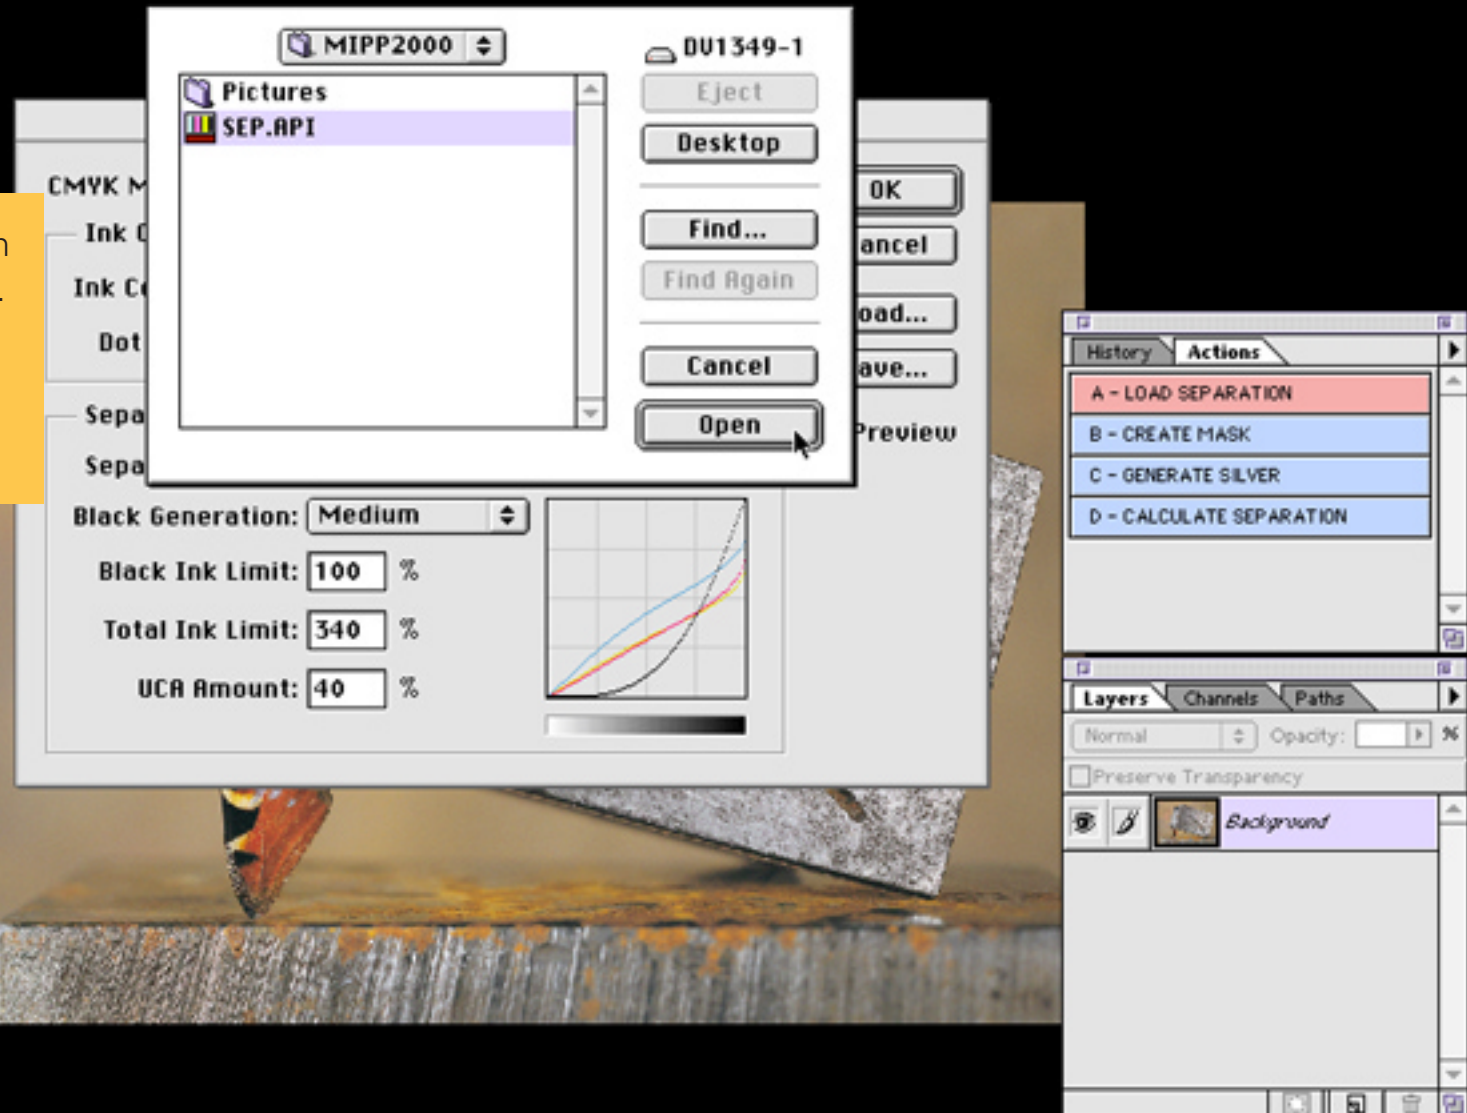 MIPP2000
DV1349-1
Pictures
SEP.API
Eject
Desktop
Find...
Find Again
Cancel
Open
CMYK M
Ink C
Ink Co
Dot
Sepa
Sepa
OK
ancel
oad...
ave...
Preview
n
.
Black Generation: Medium
Black Ink Limit: 100 %
Total Ink Limit: 340 %
UCA Amount: 40 %
History Actions
A - LOAD SEPARATION
B - CREATE MASK
C - GENERATE SILVER
D - CALCULATE SEPARATION
Layers Channels Paths
Normal Opacity: %
Preserve Transparency
Background